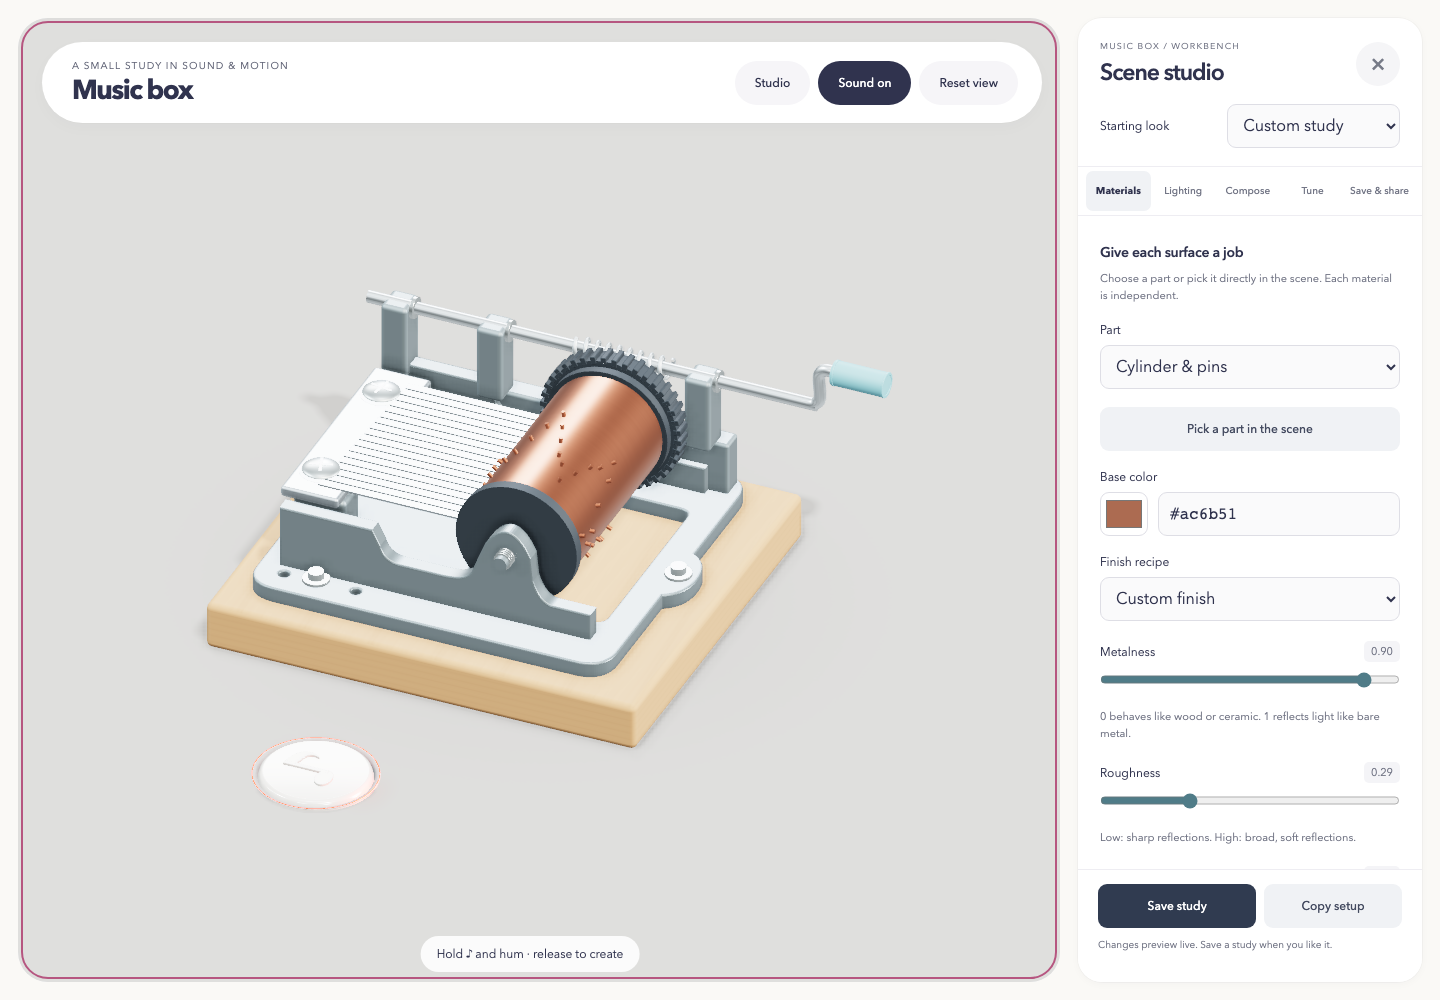 A SMALL STUDY IN SOUND & MOTION
Music box
Studio
Sound on
Reset view
Hold ♪ and hum · release to create
MUSIC BOX / WORKBENCH
Scene studio
Starting look
Custom study
Materials
Lighting
Compose
Tune
Save & share
Give each surface a job
Choose a part or pick it directly in the scene. Each material
is independent.
Part
Cylinder & pins
Pick a part in the scene
Base color
#ac6b51
Finish recipe
Custom finish
Metalness
0.90
0 behaves like wood or ceramic. 1 reflects light like bare
metal.
Roughness
0.29
Low: sharp reflections. High: broad, soft reflections.
Save study
Copy setup
Changes preview live. Save a study when you like it.